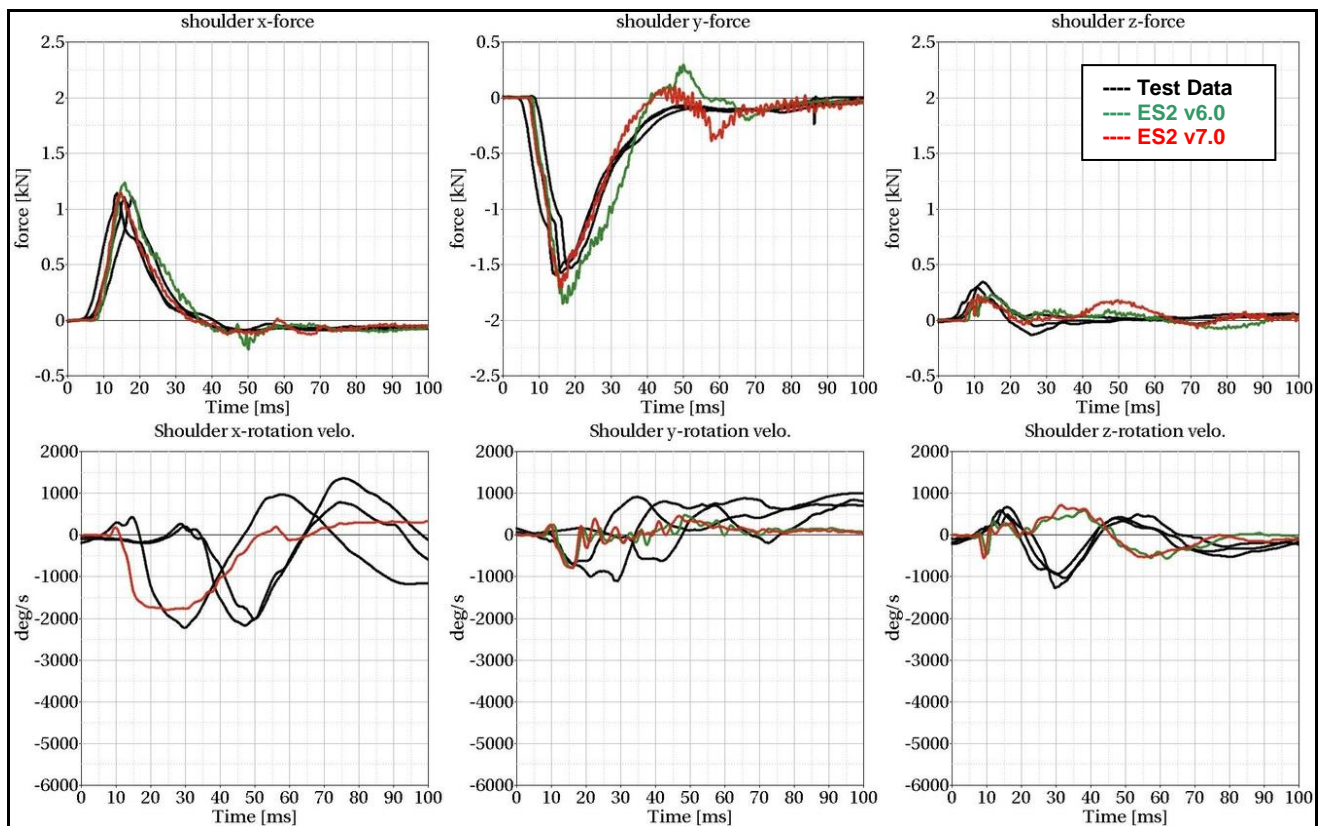 shoulder x-force
2.5
2
1.5
1
0.5
0
-0.5
force [kN]
0 10 20 30 40 50 60 70 80 90 100
Time [ms]
shoulder y-force
0.5
0
-0.5
-1
-1.5
-2
-2.5
force [kN]
0 10 20 30 40 50 60 70 80 90 100
Time [ms]
shoulder z-force
2.5
2
1.5
1
0.5
0
-0.5
force [kN]
0 10 20 30 40 50 60 70 80 90 100
Time [ms]
---- Test Data
---- ES2 v6.0
---- ES2 v7.0
Shoulder x-rotation velo.
2000
1000
0
-1000
-2000
-3000
-4000
-5000
-6000
deg/s
0 10 20 30 40 50 60 70 80 90 100
Time [ms]
Shoulder y-rotation velo.
2000
1000
0
-1000
-2000
-3000
-4000
-5000
-6000
deg/s
0 10 20 30 40 50 60 70 80 90 100
Time [ms]
Shoulder z-rotation velo.
2000
1000
0
-1000
-2000
-3000
-4000
-5000
-6000
deg/s
0 10 20 30 40 50 60 70 80 90 100
Time [ms]